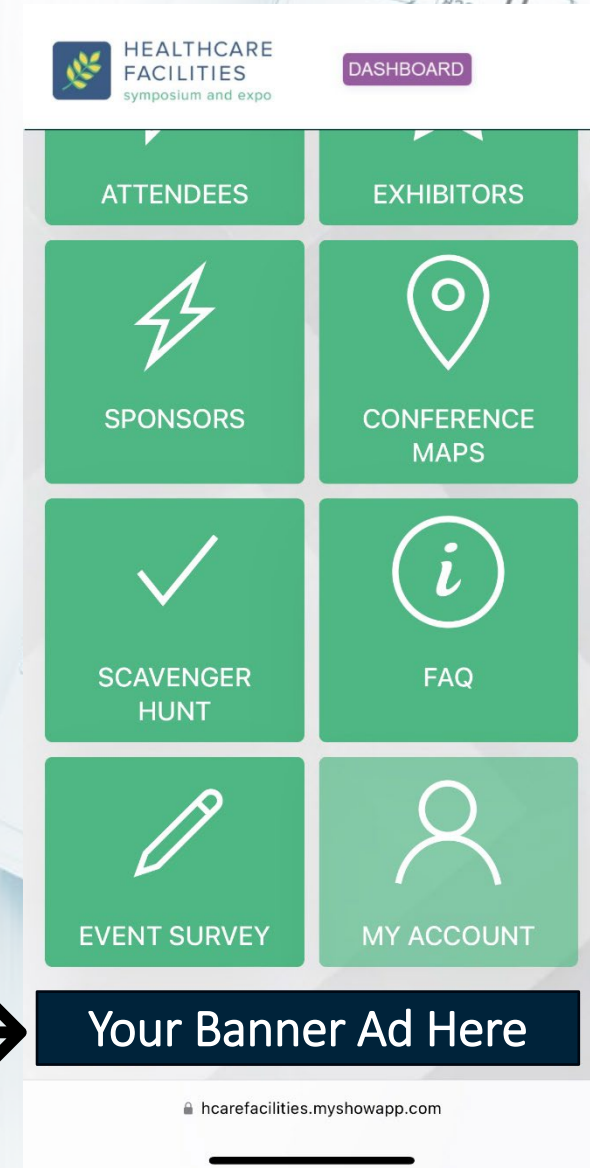 HEALTHCARE
FACILITIES
symposium and expo
DASHBOARD
ATTENDEES
EXHIBITORS
SPONSORS
CONFERENCE
MAPS
SCAVENGER
HUNT
i
FAQ
EVENT SURVEY
MY ACCOUNT
Your Banner Ad Here
hcarefacilities.myshowapp.com